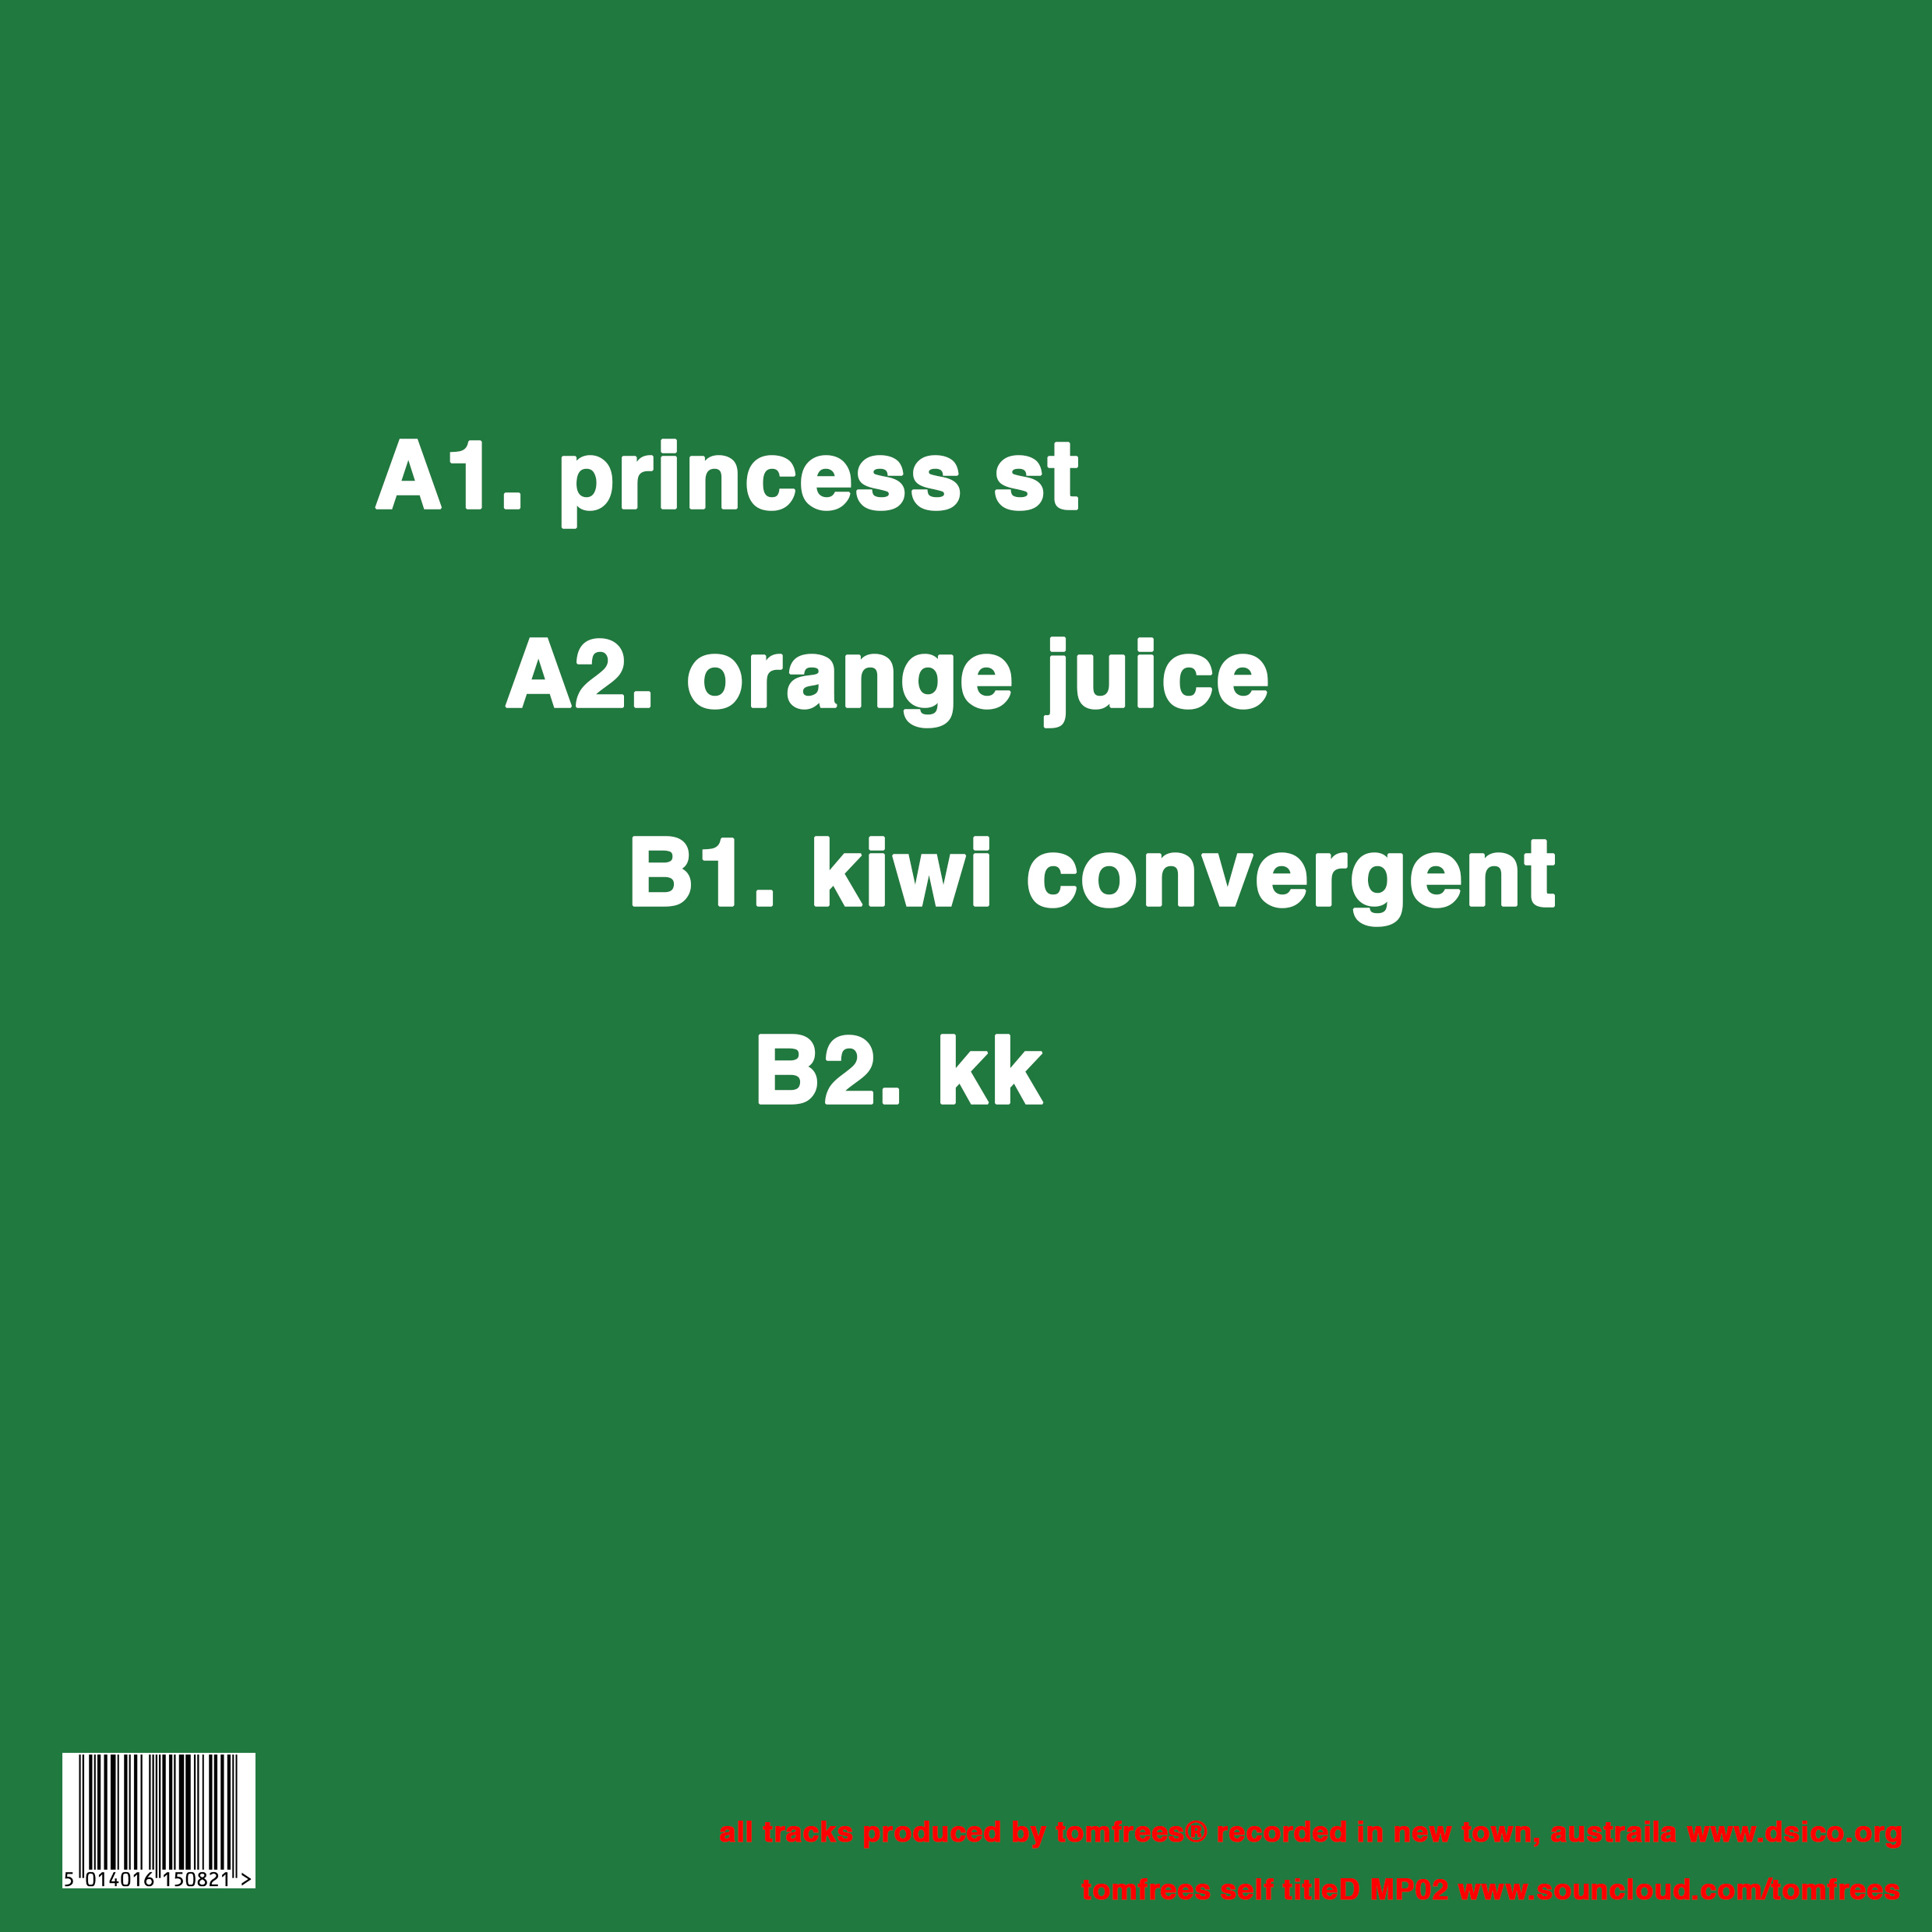 A1. princess st
A2. orange juice
B1. kiwi convergent
B2. kk
5 014016 150821 >
all tracks produced by tomfrees® recorded in new town, austraila www.dsico.org
tomfrees self titleD MP02 www.souncloud.com/tomfrees